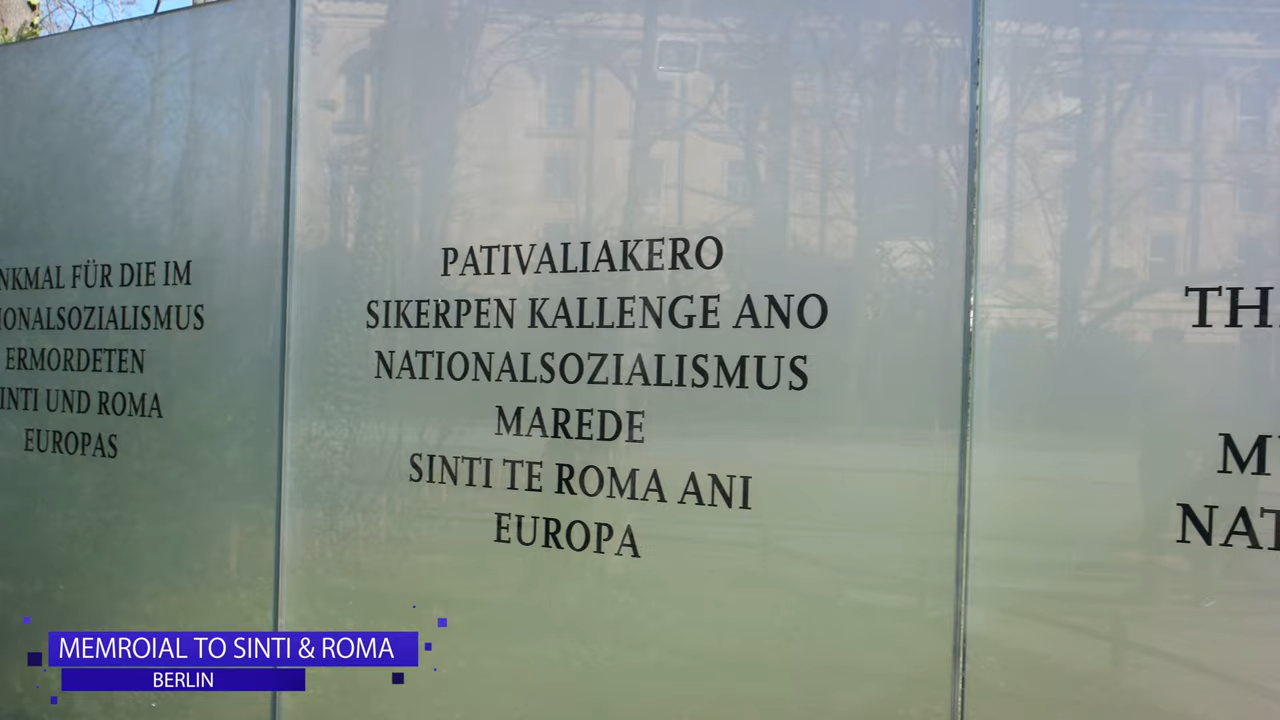 NKMAL FÜR DIE IM
IONALSOZIALISMUS
ERMORDETEN
INTI UND ROMA
EUROPAS
PATIVALIAKERO
SIKERPEN KALLENGE ANO
NATIONALSOZIALISMUS
MAREDE
SINTI TE ROMA ANI
EUROPA
TH
M
NAT
MEMROIAL TO SINTI & ROMA
BERLIN